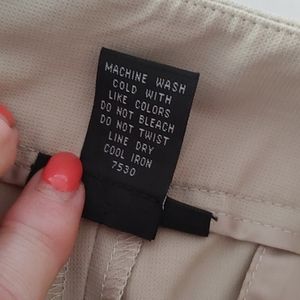 MACHINE WASH
COLD WITH
LIKE COLORS
DO NOT BLEACH
DO NOT TWIST
LINE DRY
COOL IRON
7530